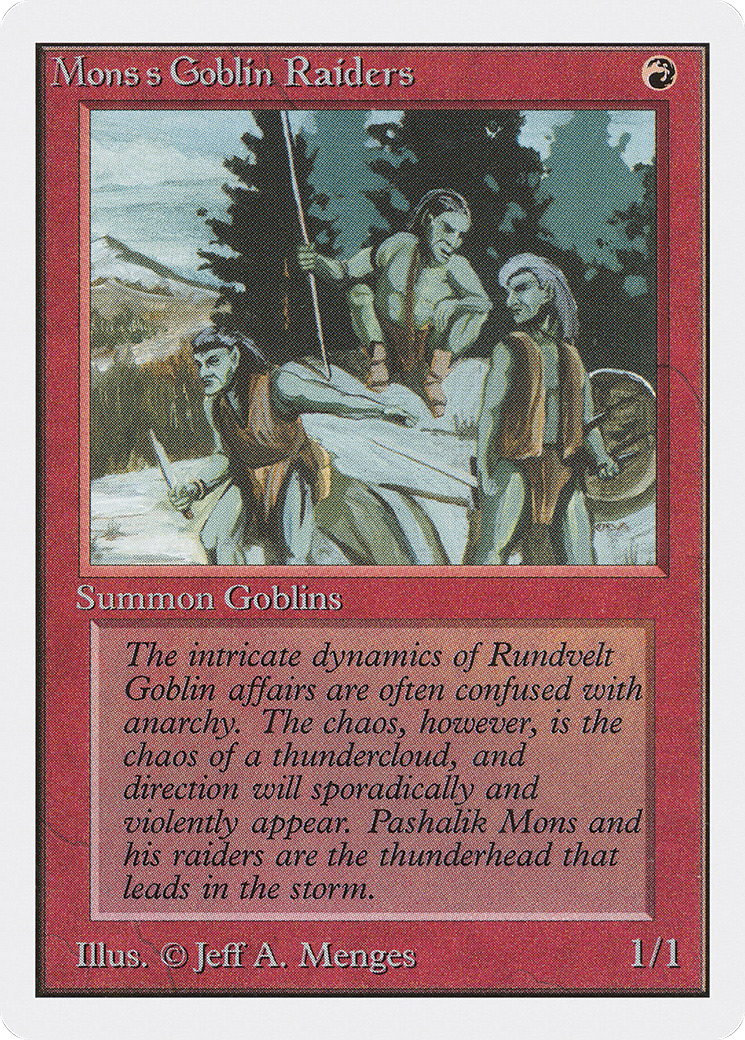 Mons s Goblin Raiders
Summon Goblins
The intricate dynamics of Rundvelt
Goblin affairs are often confused with
anarchy. The chaos, however, is the
chaos of a thundercloud, and
direction will sporadically and
violently appear. Pashalik Mons and
his raiders are the thunderhead that
leads in the storm.
Illus. © Jeff A. Menges
1/1